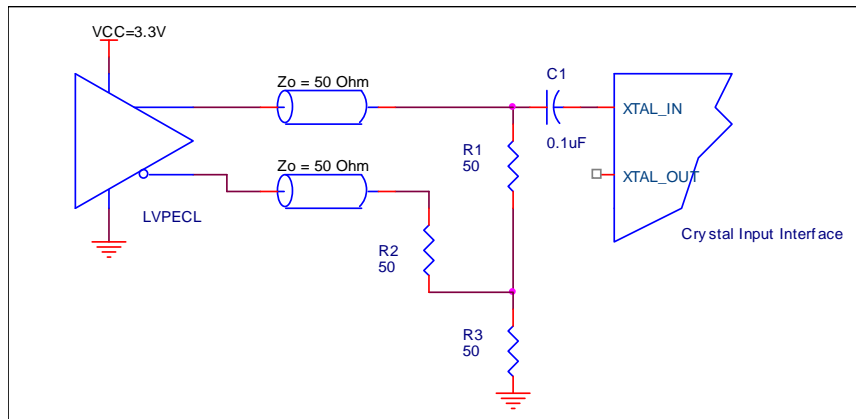 VCC=3.3V
Zo = 50 Ohm
C1
0.1uF
XTAL_IN
R1
50
Zo = 50 Ohm
XTAL_OUT
LVPECL
Crystal Input Interface
R2
50
R3
50